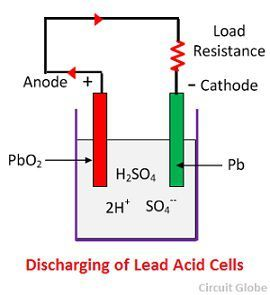 Load
Resistance
Anode +
- Cathode
PbO₂
Pb
H₂SO₄
2H⁺ SO₄⁻⁻
Discharging of Lead Acid Cells
Circuit Globe